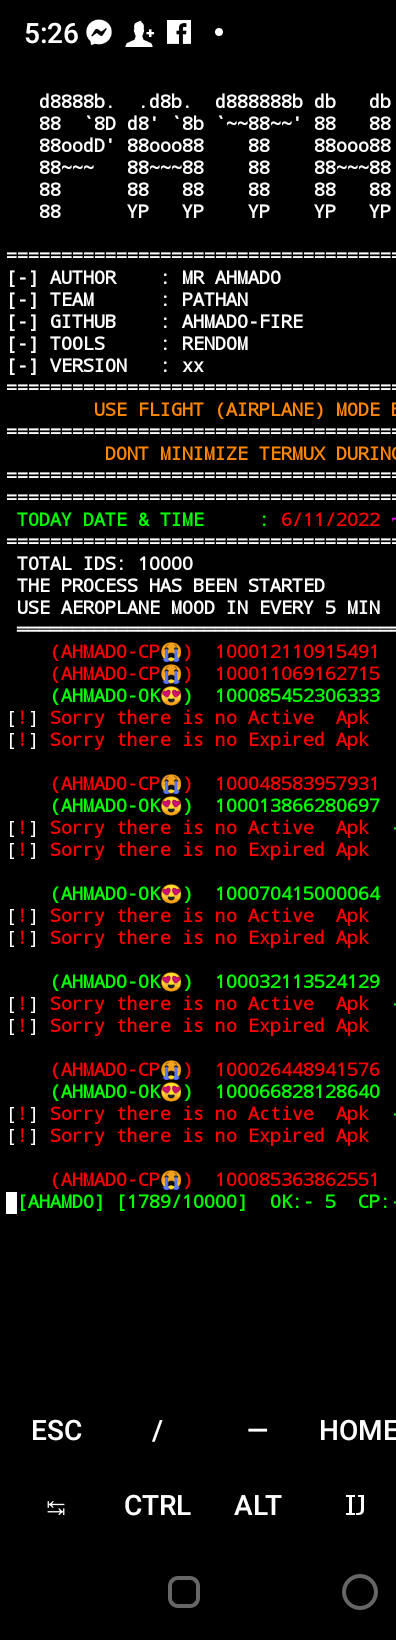 5:26
d8888b.  .d8b.  d888888b db   db
88  `8D d8' `8b `~~88~~' 88   88
88oodD' 88ooo88    88    88ooo88
88~~~   88~~~88    88    88~~~88
88      88   88    88    88   88
88      YP   YP    YP    YP   YP
====================================
[-] AUTHOR    : MR AHMADO
[-] TEAM      : PATHAN
[-] GITHUB    : AHMADO-FIRE
[-] TOOLS     : RENDOM
[-] VERSION   : xx
====================================
USE FLIGHT (AIRPLANE) MODE
====================================
DONT MINIMIZE TERMUX DURING
====================================
====================================
TODAY DATE & TIME     : 6/11/2022 ~
====================================
TOTAL IDS: 10000
THE PROCESS HAS BEEN STARTED
USE AEROPLANE MOOD IN EVERY 5 MIN
═══════════════════════════════════
(AHMADO-CP😭)  100012110915491
(AHMADO-CP😭)  100011069162715
(AHMADO-OK😍)  100085452306333
[!] Sorry there is no Active  Apk
[!] Sorry there is no Expired Apk
(AHMADO-CP😭)  100048583957931
(AHMADO-OK😍)  100013866280697
[!] Sorry there is no Active  Apk  -
[!] Sorry there is no Expired Apk
(AHMADO-OK😍)  100070415000064
[!] Sorry there is no Active  Apk
[!] Sorry there is no Expired Apk
(AHMADO-OK😍)  100032113524129
[!] Sorry there is no Active  Apk  -
[!] Sorry there is no Expired Apk
(AHMADO-CP😭)  100026448941576
(AHMADO-OK😍)  100066828128640
[!] Sorry there is no Active  Apk  -
[!] Sorry there is no Expired Apk
(AHMADO-CP😭)  100085363862551
[AHAMDO] [1789/10000]  OK:- 5  CP:-
ESC / — HOME
↹ CTRL ALT